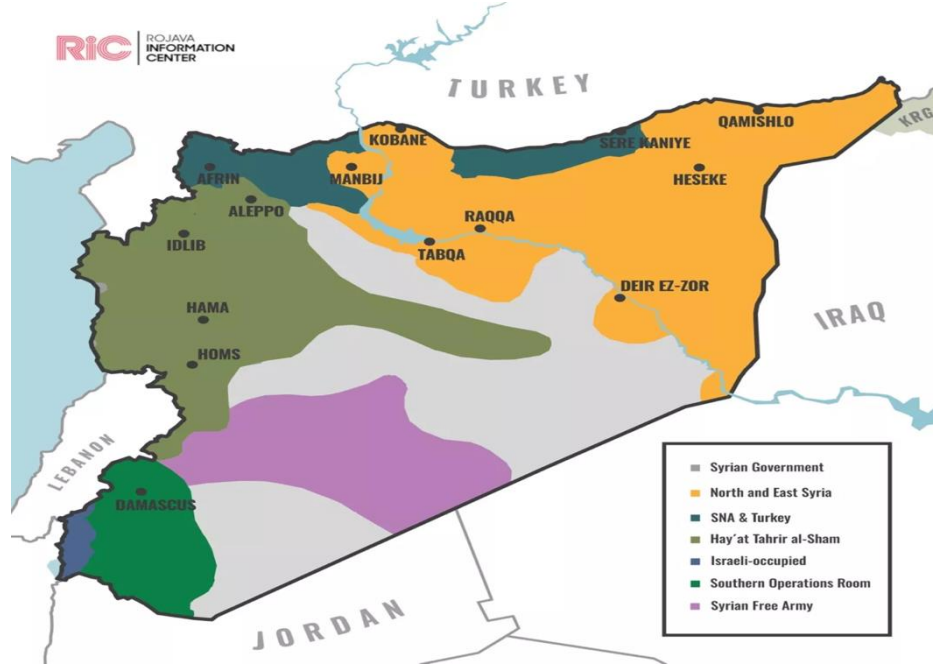 RiC
ROJAVA
INFORMATION
CENTER
TURKEY
KRG
QAMISHLO
KOBANE
SERE KANIYE
AFRIN
MANBIJ
HESEKE
ALEPPO
RAQQA
IDLIB
TABQA
DEIR EZ-ZOR
HAMA
IRAQ
HOMS
LEBANON
DAMASCUS
JORDAN
Syrian Government
North and East Syria
SNA & Turkey
Hay´at Tahrir al-Sham
Israeli-occupied
Southern Operations Room
Syrian Free Army